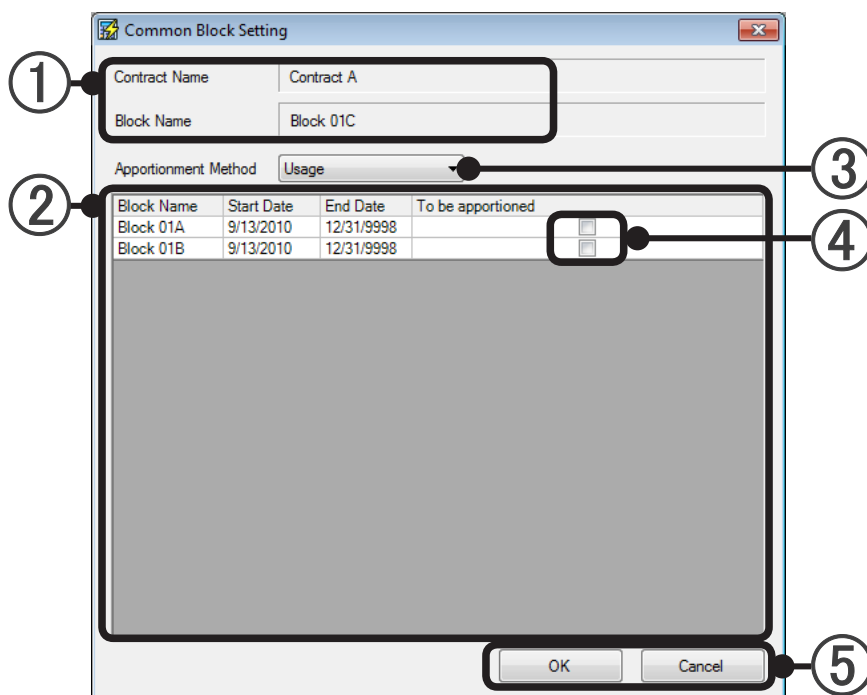 Common Block Setting
① Contract Name Contract A
Block Name Block 01C
Apportionment Method Usage ③
② Block Name Start Date End Date To be apportioned
Block 01A 9/13/2010 12/31/9998 ④
Block 01B 9/13/2010 12/31/9998
OK Cancel ⑤